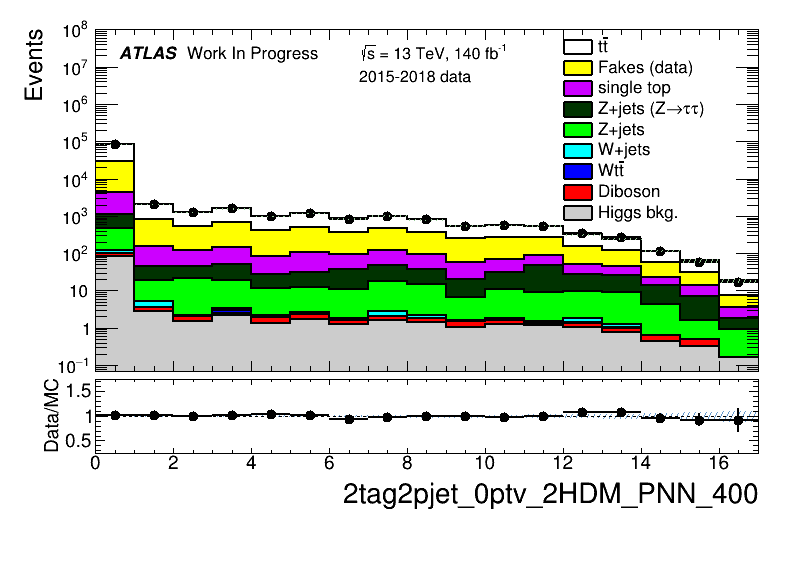 10⁸
Events
ATLAS Work In Progress
√s = 13 TeV, 140 fb⁻¹
2015-2018 data
tt̄
Fakes (data)
single top
Z+jets (Z→ττ)
Z+jets
W+jets
Wtt̄
Diboson
Higgs bkg.
10⁷
10⁶
10⁵
10⁴
10³
10²
10
1
10⁻¹
Data/MC
1.5
1
0.5
0 2 4 6 8 10 12 14 16
2tag2pjet_0ptv_2HDM_PNN_400